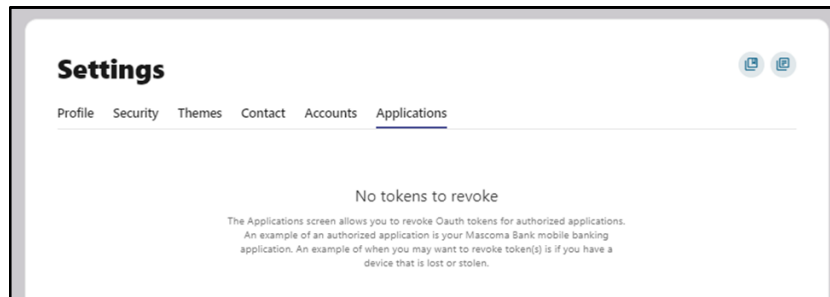 Settings
Profile Security Themes Contact Accounts Applications
No tokens to revoke
The Applications screen allows you to revoke Oauth tokens for authorized applications.
An example of an authorized application is your Mascoma Bank mobile banking
application. An example of when you may want to revoke token(s) is if you have a
device that is lost or stolen.